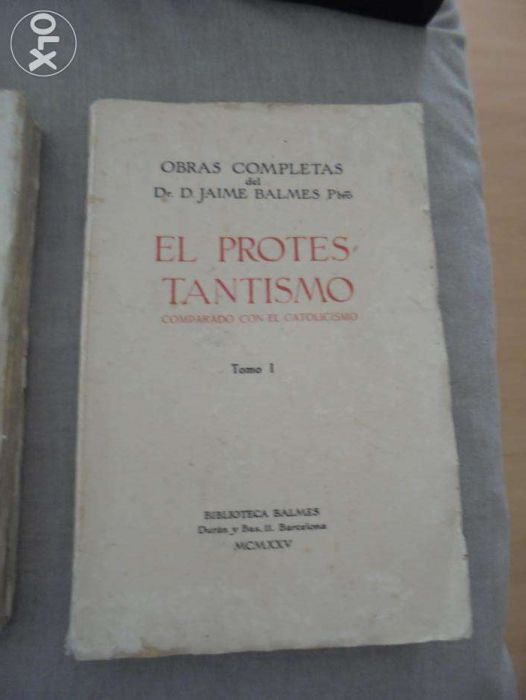 OLX
OBRAS COMPLETAS
del
Dr. D. JAIME BALMES Pbrō
EL PROTES-
TANTISMO
COMPARADO CON EL CATOLICISMO
Tomo I
BIBLIOTECA BALMES
Durán y Bas, 11. Barcelona
MCMXXV